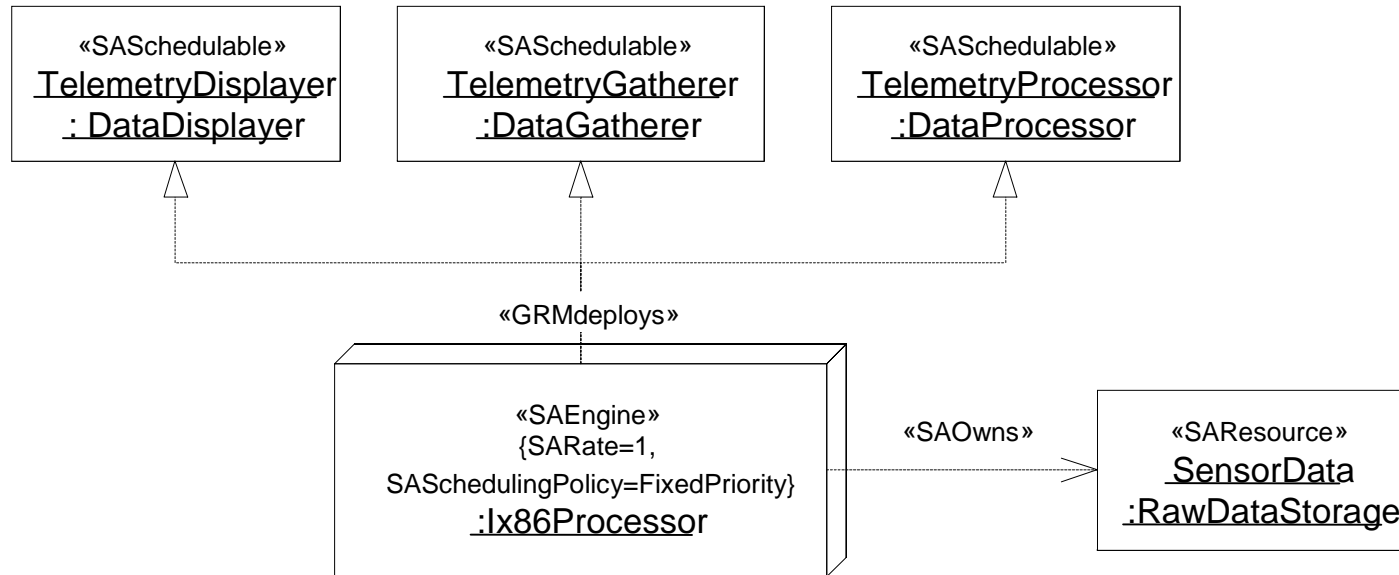 «SASchedulable»
TelemetryDisplayer
: DataDisplayer
«SASchedulable»
TelemetryGatherer
:DataGatherer
«SASchedulable»
TelemetryProcessor
:DataProcessor
«GRMdeploys»
«SAEngine»
{SARate=1,
SASchedulingPolicy=FixedPriority}
:Ix86Processor
«SAOwns»
«SAResource»
SensorData
:RawDataStorage